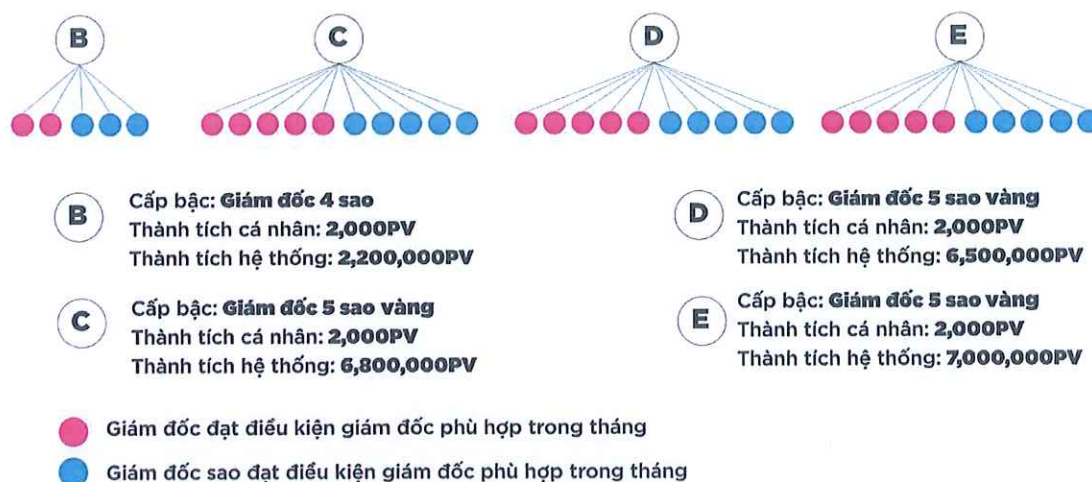 B
C
D
E
B
Cấp bậc: Giám đốc 4 sao
Thành tích cá nhân: 2,000PV
Thành tích hệ thống: 2,200,000PV
C
Cấp bậc: Giám đốc 5 sao vàng
Thành tích cá nhân: 2,000PV
Thành tích hệ thống: 6,800,000PV
D
Cấp bậc: Giám đốc 5 sao vàng
Thành tích cá nhân: 2,000PV
Thành tích hệ thống: 6,500,000PV
E
Cấp bậc: Giám đốc 5 sao vàng
Thành tích cá nhân: 2,000PV
Thành tích hệ thống: 7,000,000PV
Giám đốc đạt điều kiện giám đốc phù hợp trong tháng
Giám đốc sao đạt điều kiện giám đốc phù hợp trong tháng